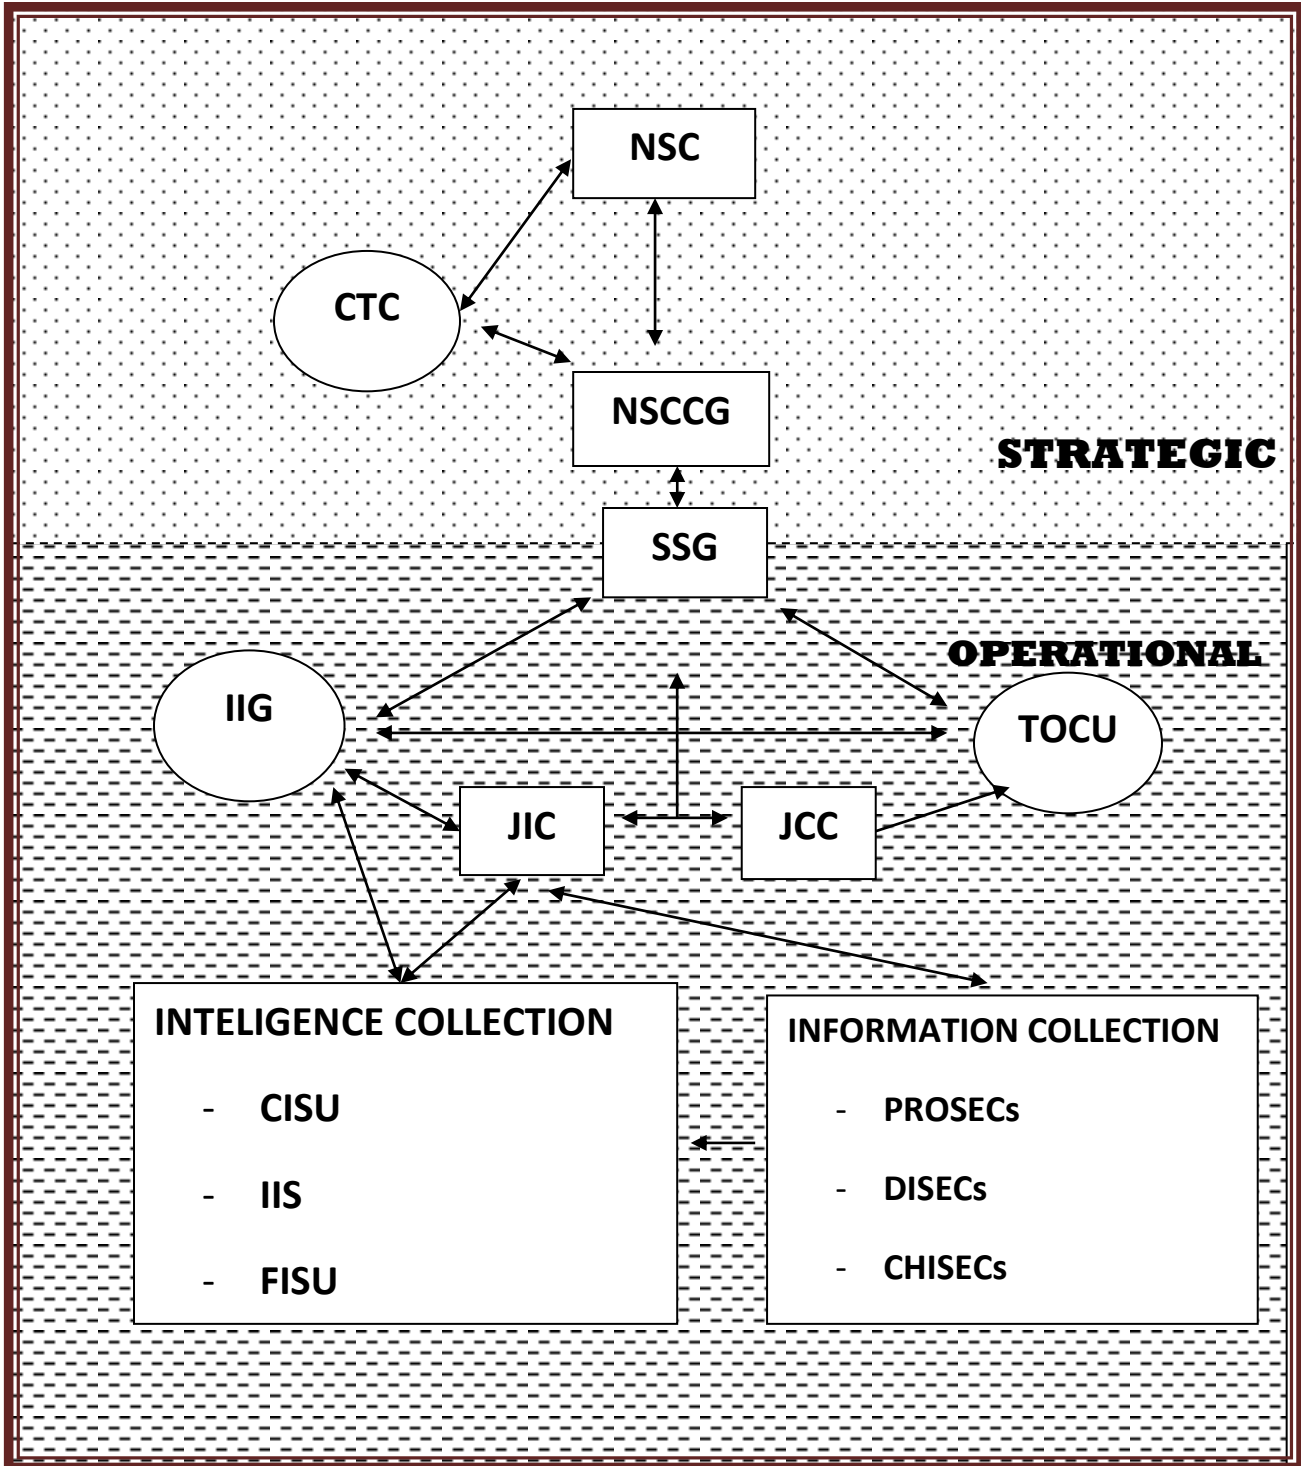 NSC
CTC
NSCCG
STRATEGIC
SSG
OPERATIONAL
IIG
TOCU
JIC
JCC
INTELIGENCE COLLECTION
- CISU
- IIS
- FISU
INFORMATION COLLECTION
- PROSECs
- DISECs
- CHISECs